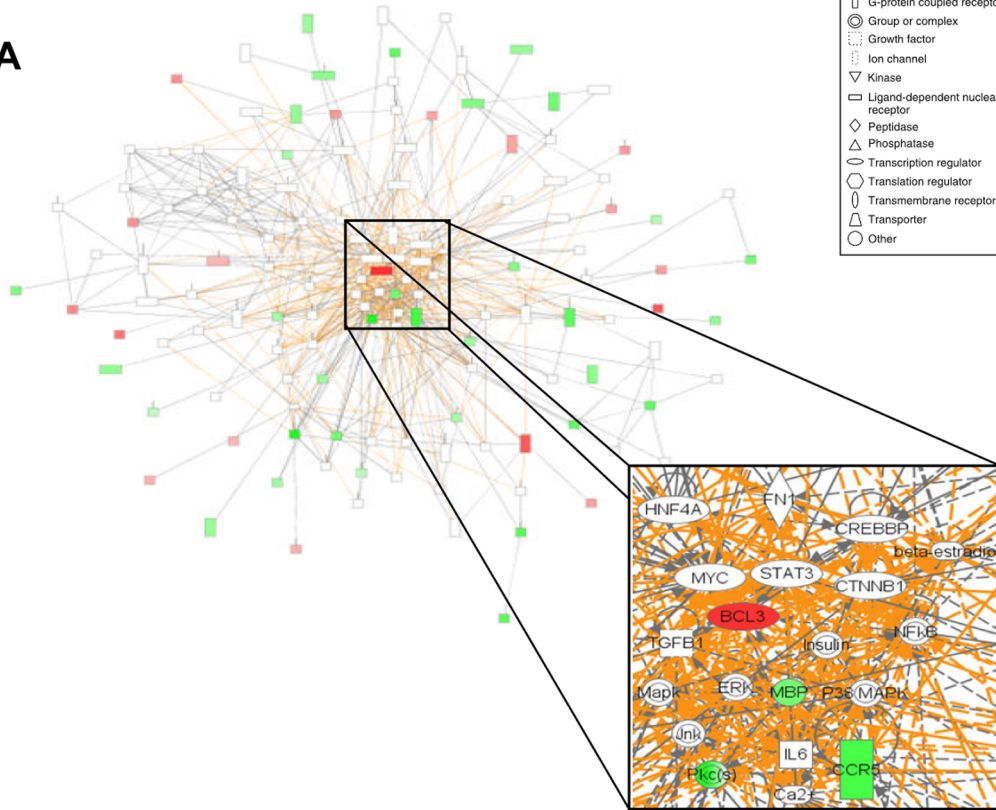 A
G-protein coupled recepto
Group or complex
Growth factor
Ion channel
Kinase
Ligand-dependent nuclea
receptor
Peptidase
Phosphatase
Transcription regulator
Translation regulator
Transmembrane receptor
Transporter
Other
FN1
HNF4A
CREBBP
beta-estradio
MYC
STAT3
CTNNB1
BCL3
NFkB
TGFB1
Insulin
Mapk
ERK
MBP
P38 MAPK
Jnk
IL6
CCR5
Pkc(s)
Ca2+